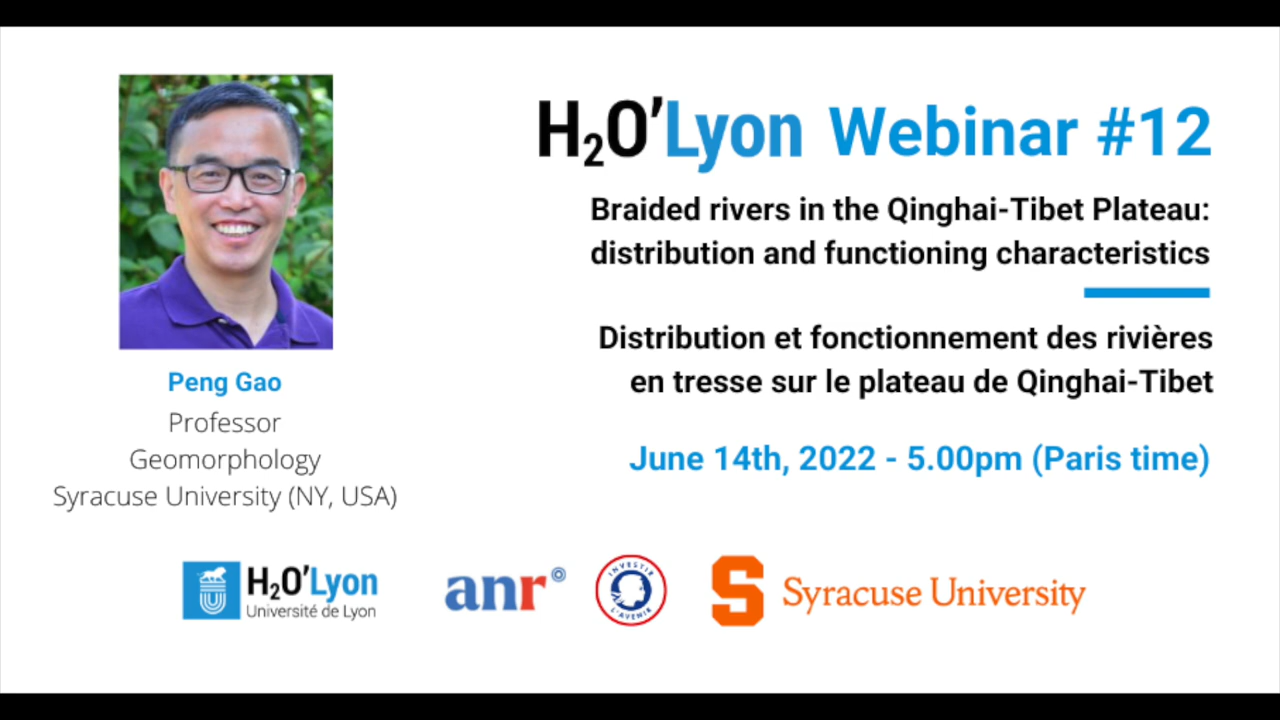 H₂O'Lyon Webinar #12
Braided rivers in the Qinghai-Tibet Plateau:
distribution and functioning characteristics
Distribution et fonctionnement des rivières
en tresse sur le plateau de Qinghai-Tibet
June 14th, 2022 - 5.00pm (Paris time)
Peng Gao
Professor
Geomorphology
Syracuse University (NY, USA)
H₂O'Lyon
Université de Lyon
anr
INVESTIR
L'AVENIR
S Syracuse University